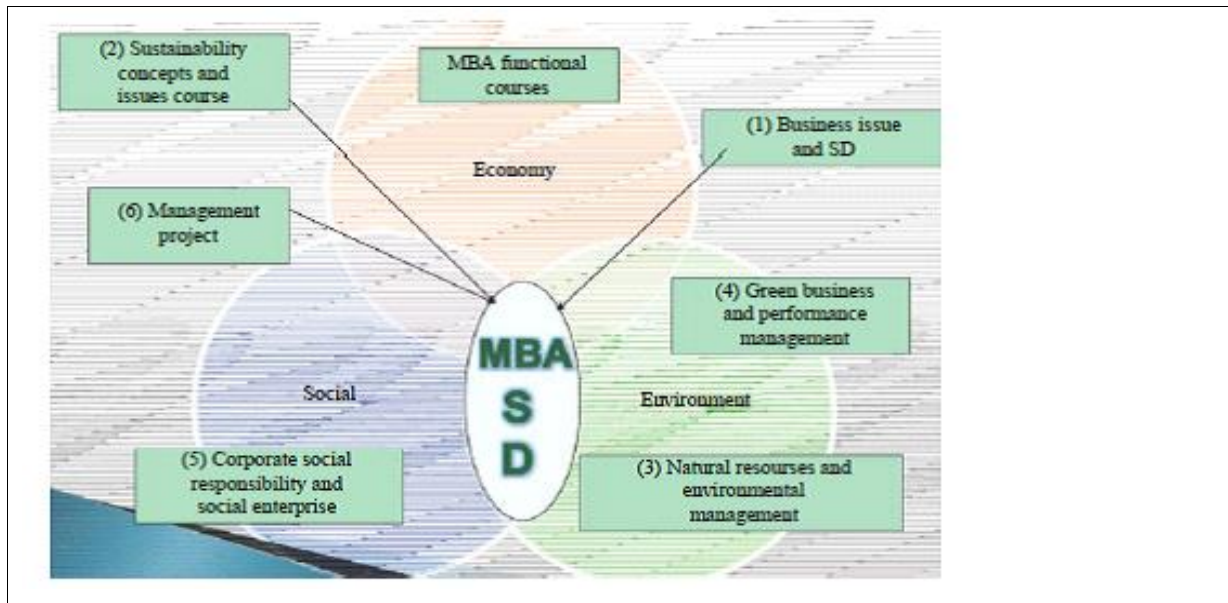 (2) Sustainability
concepts and
issues course
MBA functional
courses
(1) Business issue
and SD
Economy
(6) Management
project
(4) Green business
and performance
management
MBA
S
D
Social
Environment
(5) Corporate social
responsibility and
social enterprise
(3) Natural resourses and
environmental
management